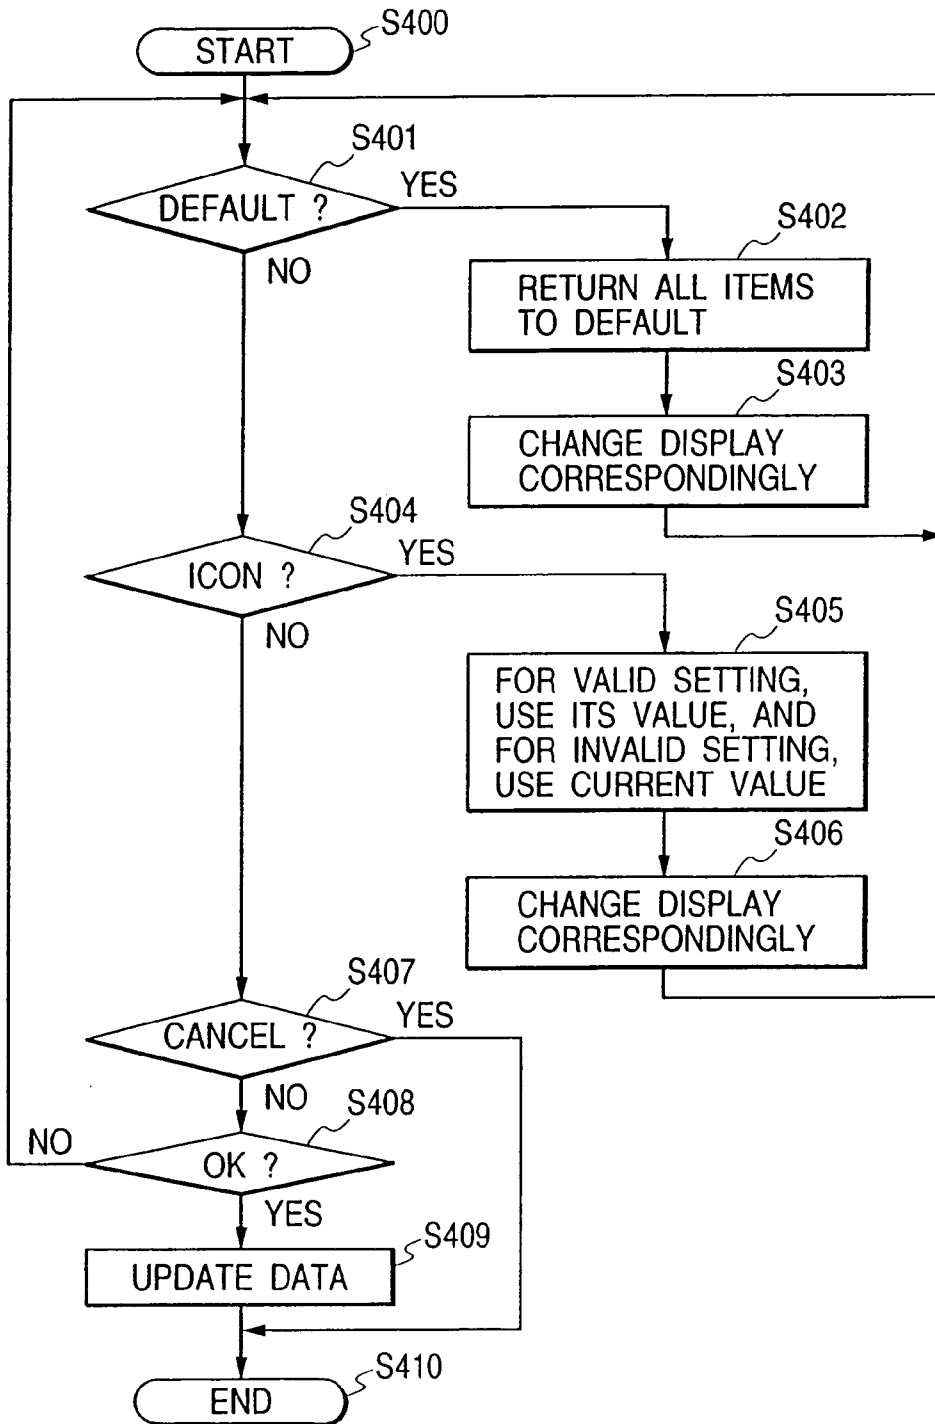 S400
START
S401
DEFAULT ?
YES
NO
S402
RETURN ALL ITEMS
TO DEFAULT
S403
CHANGE DISPLAY
CORRESPONDINGLY
S404
ICON ?
YES
NO
S405
FOR VALID SETTING,
USE ITS VALUE, AND
FOR INVALID SETTING,
USE CURRENT VALUE
S406
CHANGE DISPLAY
CORRESPONDINGLY
S407
CANCEL ?
YES
NO
S408
OK ?
NO
YES
S409
UPDATE DATA
S410
END